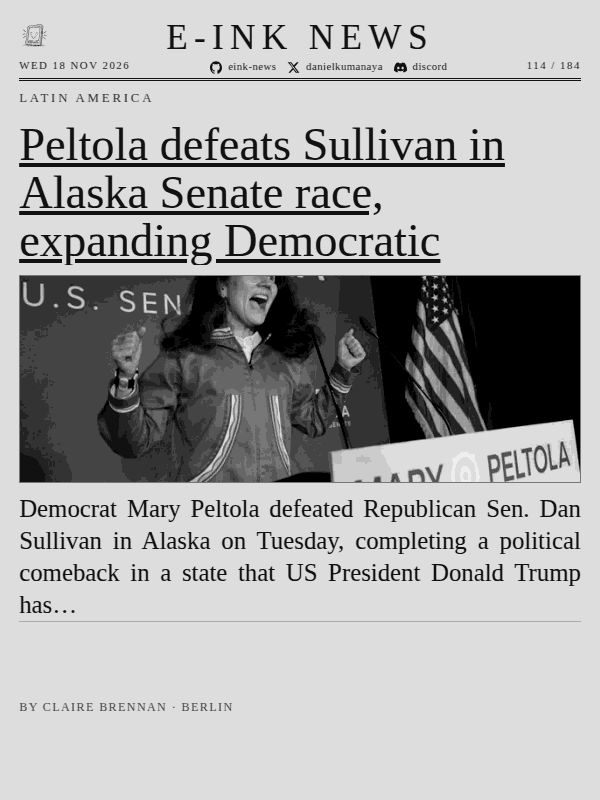 E-INK NEWS
WED 18 NOV 2026
eink-news danielkumanaya discord
114 / 184
LATIN AMERICA
Peltola defeats Sullivan in
Alaska Senate race,
expanding Democratic
U.S. SEN
MARY PELTOLA
Democrat Mary Peltola defeated Republican Sen. Dan
Sullivan in Alaska on Tuesday, completing a political
comeback in a state that US President Donald Trump
has…
BY CLAIRE BRENNAN · BERLIN